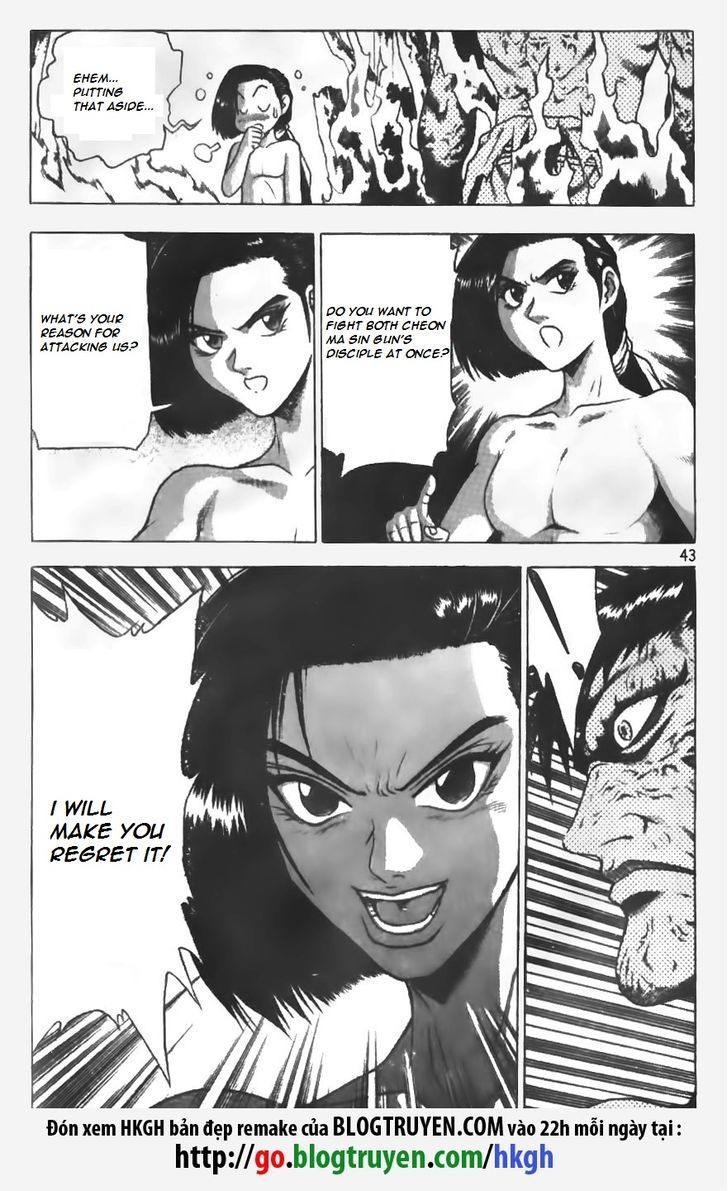 EHEM...
PUTTING
THAT ASIDE...
WHAT'S YOUR
REASON FOR
ATTACKING US?
DO YOU WANT TO
FIGHT BOTH CHEON
MA SIN GUN'S
DISCIPLE AT ONCE?
43
I WILL
MAKE YOU
REGRET IT!
Đón xem HKGH bản đẹp remake của BLOGTRUYEN.COM vào 22h mỗi ngày tại :
http://go.blogtruyen.com/hkgh